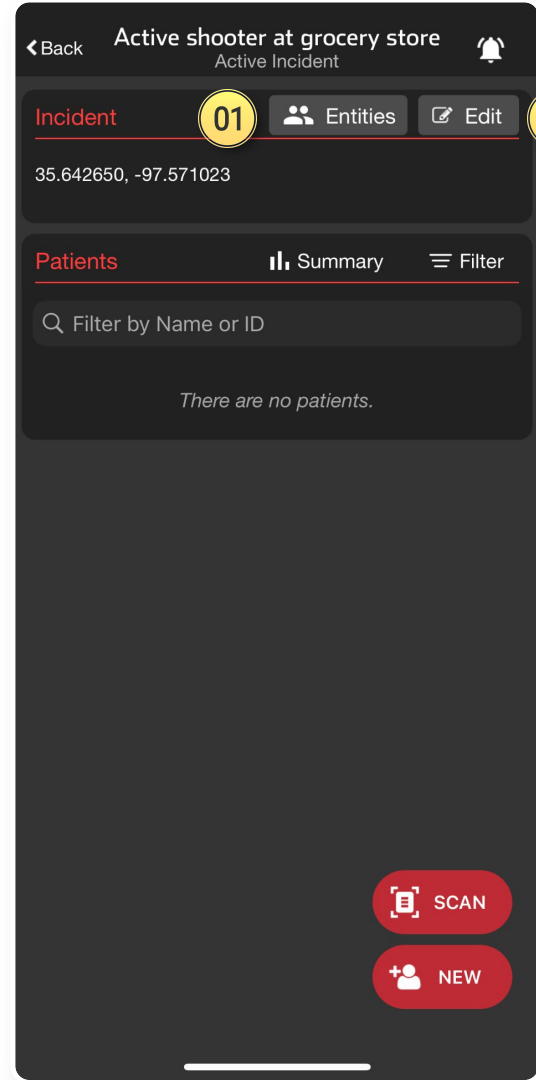 Back
Active shooter at grocery store
Active Incident
Incident 01 Entities Edit
35.642650, -97.571023
Patients Summary Filter
Filter by Name or ID
There are no patients.
SCAN
NEW